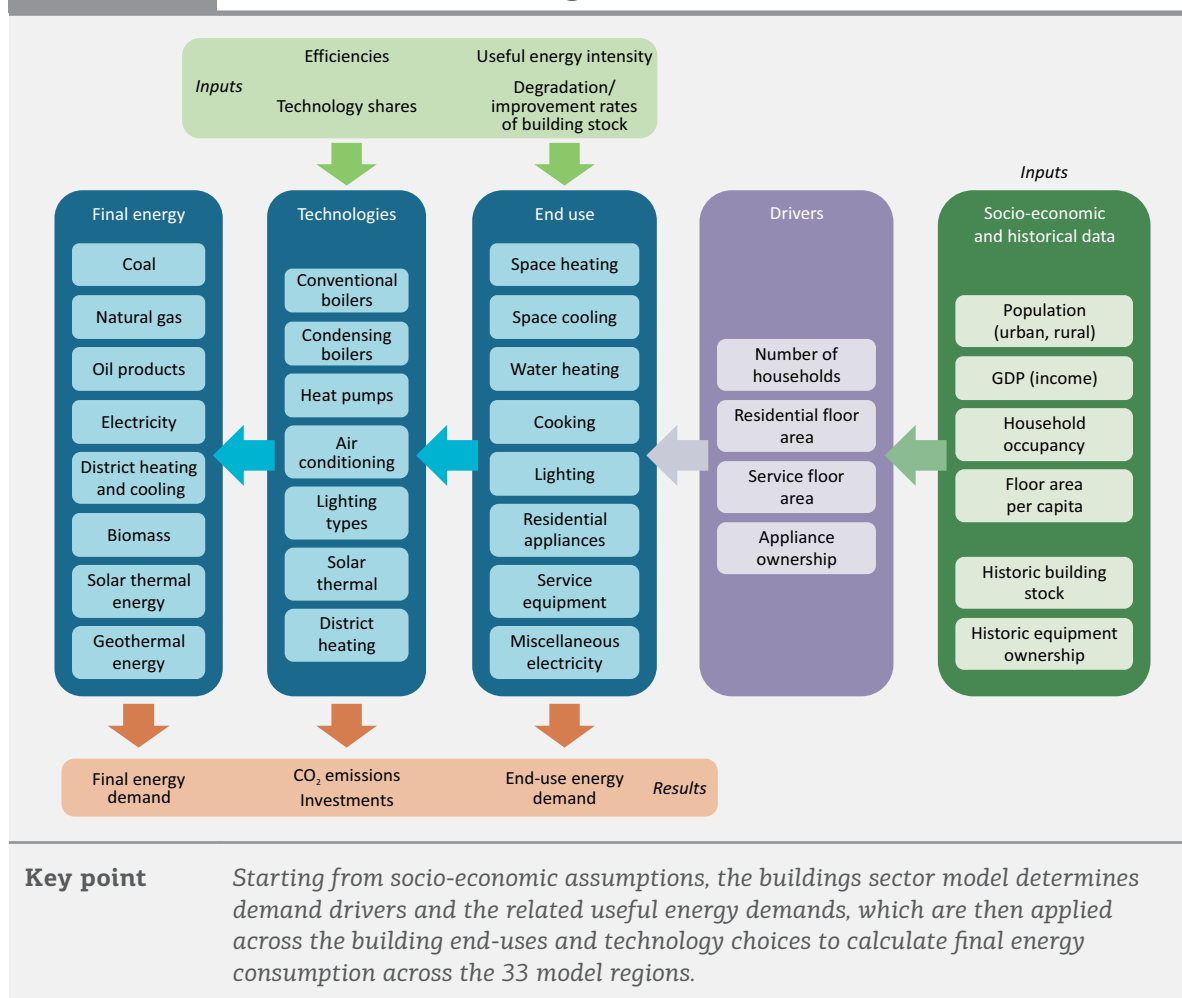 Efficiencies
Useful energy intensity
Inputs
Technology shares
Degradation/
improvement rates
of building stock
Inputs
Final energy
Coal
Natural gas
Oil products
Electricity
District heating
and cooling
Biomass
Solar thermal
energy
Geothermal
energy
Technologies
Conventional
boilers
Condensing
boilers
Heat pumps
Air
conditioning
Lighting
types
Solar
thermal
District
heating
End use
Space heating
Space cooling
Water heating
Cooking
Lighting
Residential
appliances
Service
equipment
Miscellaneous
electricity
Drivers
Number of
households
Residential floor
area
Service floor
area
Appliance
ownership
Socio-economic
and historical data
Population
(urban, rural)
GDP (income)
Household
occupancy
Floor area
per capita
Historic building
stock
Historic equipment
ownership
Final energy
demand
CO₂ emissions
Investments
End-use energy
demand
Results
Key point
Starting from socio-economic assumptions, the buildings sector model determines
demand drivers and the related useful energy demands, which are then applied
across the building end-uses and technology choices to calculate final energy
consumption across the 33 model regions.